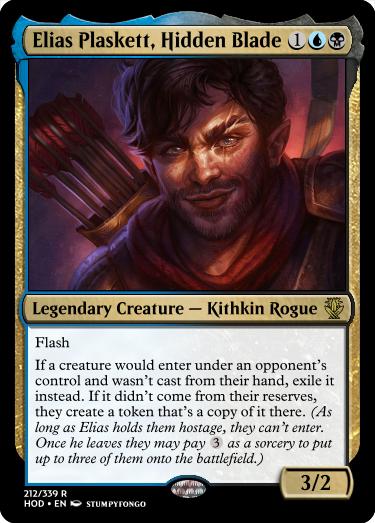 Elias Plaskett, Hidden Blade 1
Legendary Creature — Kithkin Rogue
Flash
If a creature would enter under an opponent's
control and wasn't cast from their hand, exile it
instead. If it didn't come from their reserves,
they create a token that's a copy of it there. (As
long as Elias holds them hostage, they can't enter.
Once he leaves they may pay 3 as a sorcery to put
up to three of them onto the battlefield.)
3/2
212/339 R
HOD • EN STUMPYFONGO